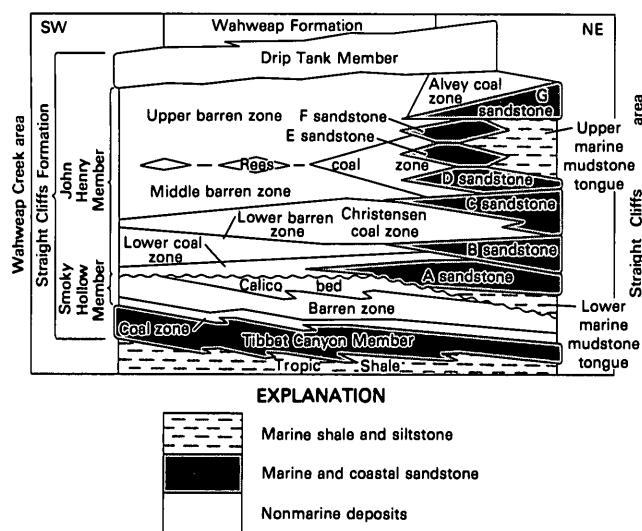 SW
Wahweap Formation
NE
Drip Tank Member
Alvey coal
zone
G
sandstone
Upper barren zone
F sandstone
E sandstone
Upper
marine
mudstone
tongue
Rees
coal
zone
D sandstone
Middle barren zone
C sandstone
Christensen
coal zone
Lower barren
zone
Lower coal
zone
B sandstone
A sandstone
Calico
bed
Barren zone
Lower
marine
mudstone
tongue
Coal zone
Tibbet Canyon Member
Tropic
Shale
Wahweap Creek area
Straight Cliffs Formation
John
Henry
Member
Smoky
Hollow
Member
Straight Cliffs
area
EXPLANATION
Marine shale and siltstone
Marine and coastal sandstone
Nonmarine deposits